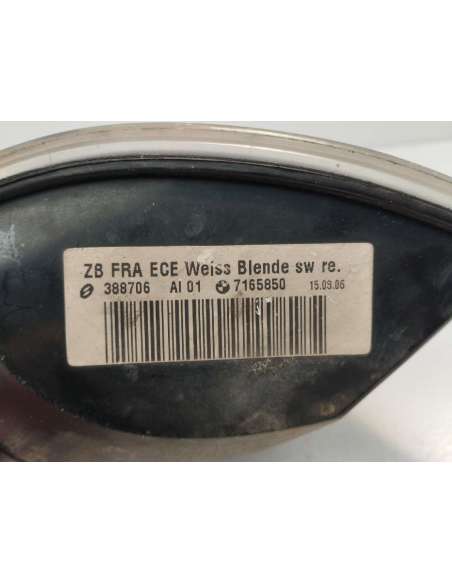 ZB FRA ECE Weiss Blende sw re.
388706 AI 01 7165850 15.09.06